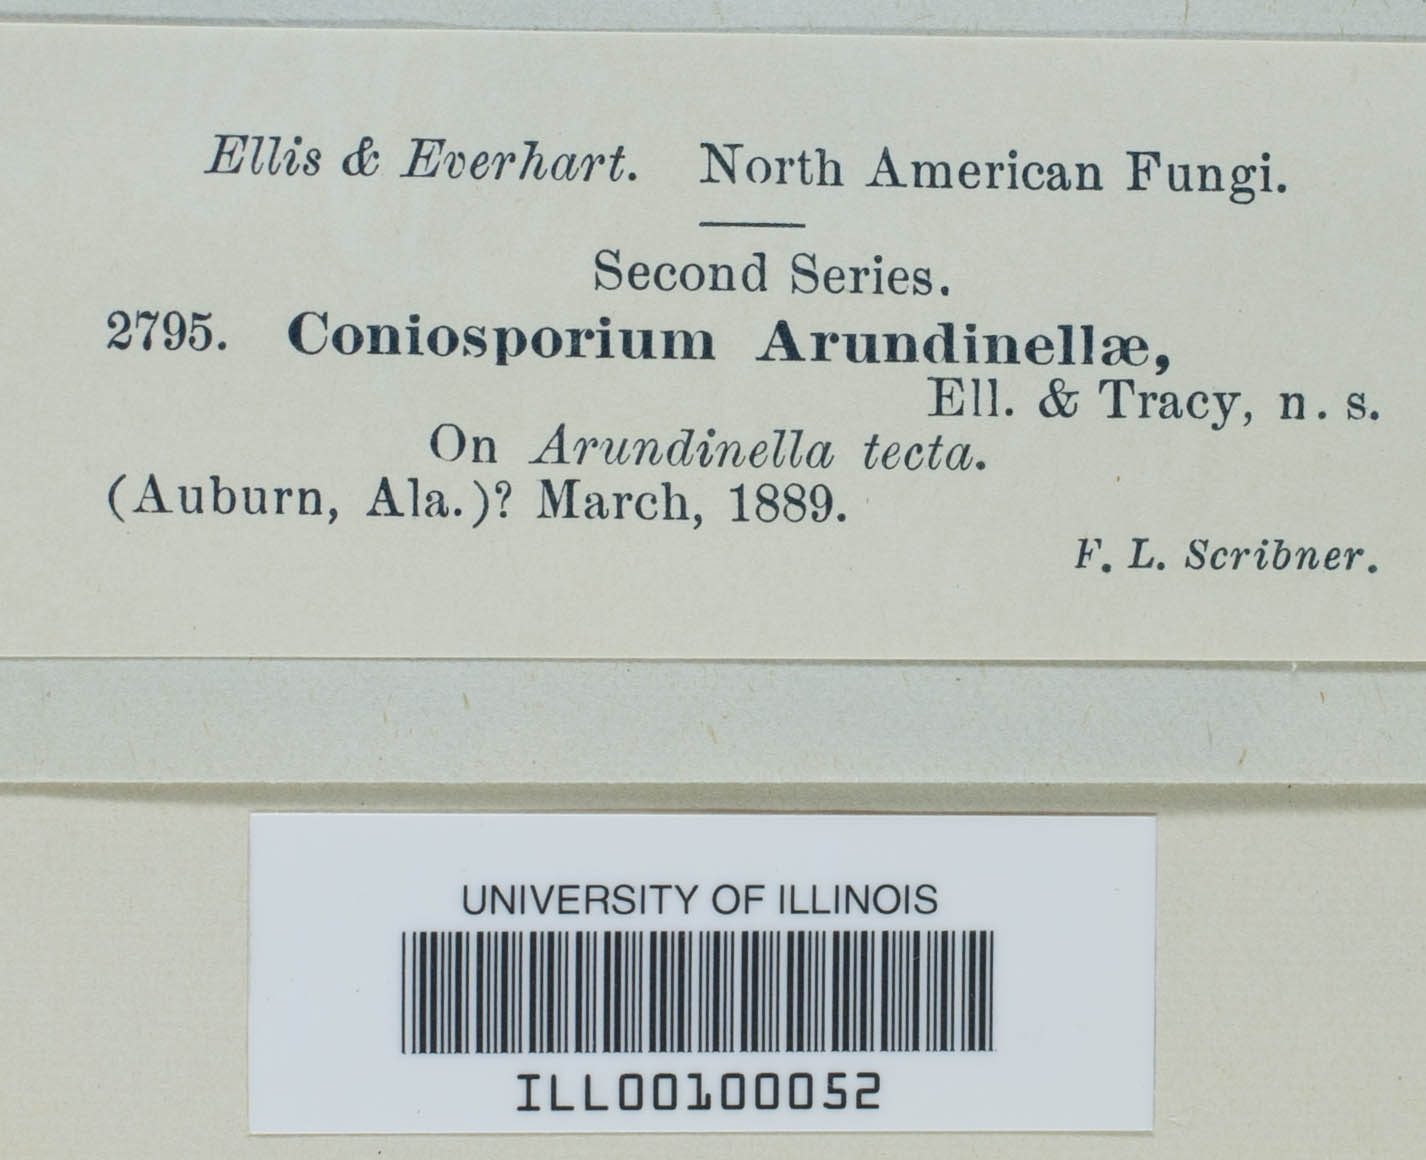 Ellis & Everhart. North American Fungi.
Second Series.
2795. Coniosporium Arundinellæ,
Ell. & Tracy, n. s.
On Arundinella tecta.
(Auburn, Ala.)? March, 1889.
F. L. Scribner.
UNIVERSITY OF ILLINOIS
ILL00100052